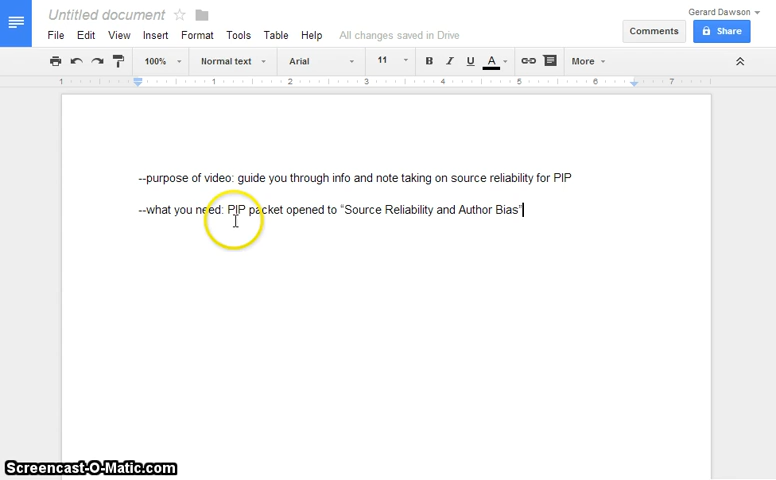 Untitled document
Gerard Dawson
File Edit View Insert Format Tools Table Help All changes saved in Drive
Comments Share
100% Normal text Arial 11 B I U A More
1 1 2 3 4 5 6 7
--purpose of video: guide you through info and note taking on source reliability for PIP
--what you need: PIP packet opened to “Source Reliability and Author Bias”
Screencast-O-Matic.com